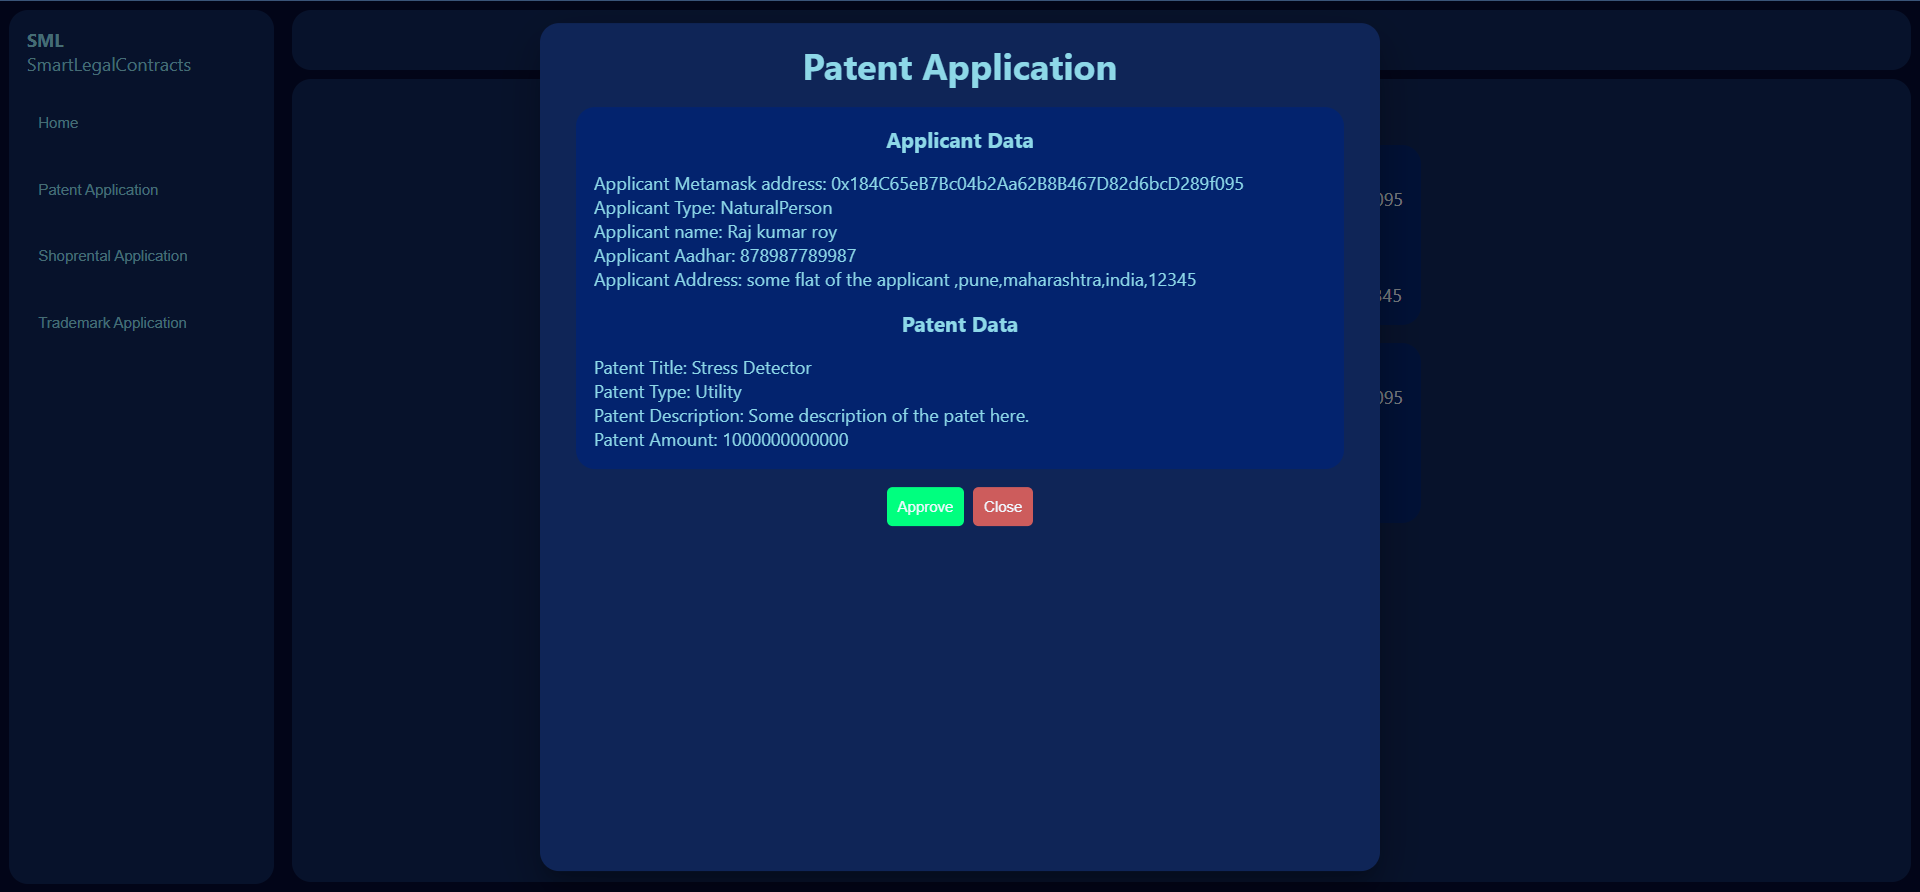 SML
SmartLegalContracts
Home
Patent Application
Shoprental Application
Trademark Application
Patent Application
Applicant Data
Applicant Metamask address: 0x184C65eB7Bc04b2Aa62B8B467D82d6bcD289f095
Applicant Type: NaturalPerson
Applicant name: Raj kumar roy
Applicant Aadhar: 878987789987
Applicant Address: some flat of the applicant ,pune,maharashtra,india,12345
Patent Data
Patent Title: Stress Detector
Patent Type: Utility
Patent Description: Some description of the patet here.
Patent Amount: 1000000000000
Approve
Close
095
345
095